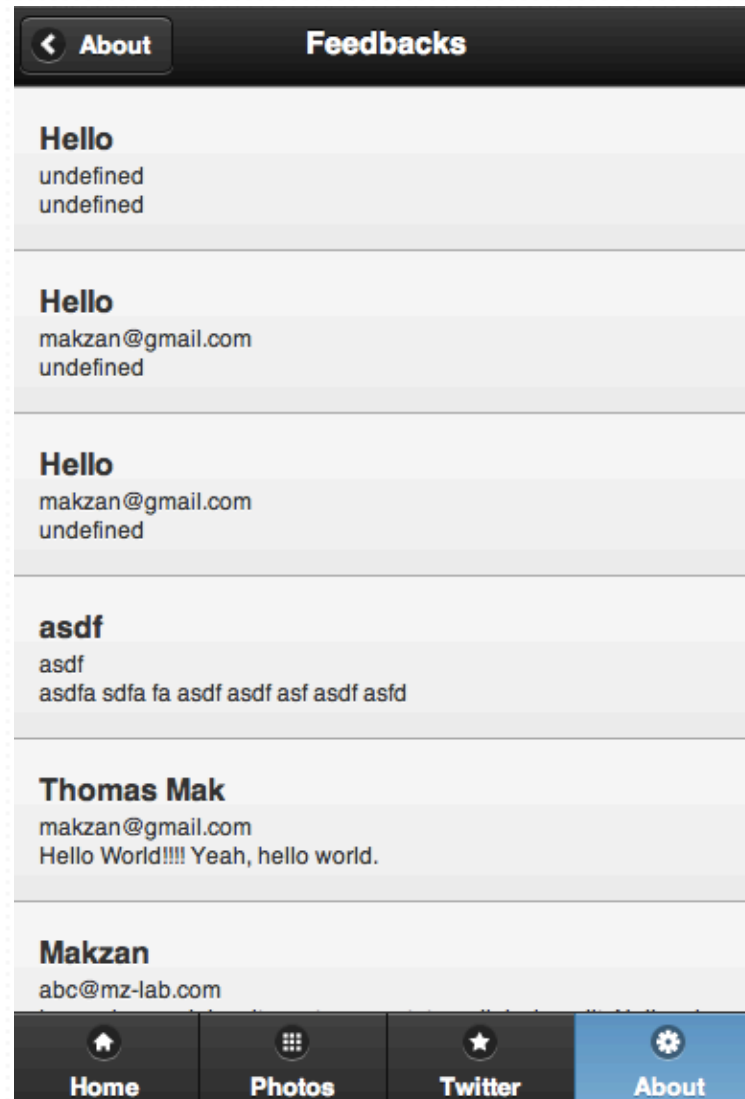 About
Feedbacks
Hello
undefined
undefined
Hello
makzan@gmail.com
undefined
Hello
makzan@gmail.com
undefined
asdf
asdf
asdfa sdfa fa asdf asdf asf asdf asfd
Thomas Mak
makzan@gmail.com
Hello World!!!! Yeah, hello world.
Makzan
abc@mz-lab.com
Home Photos Twitter About